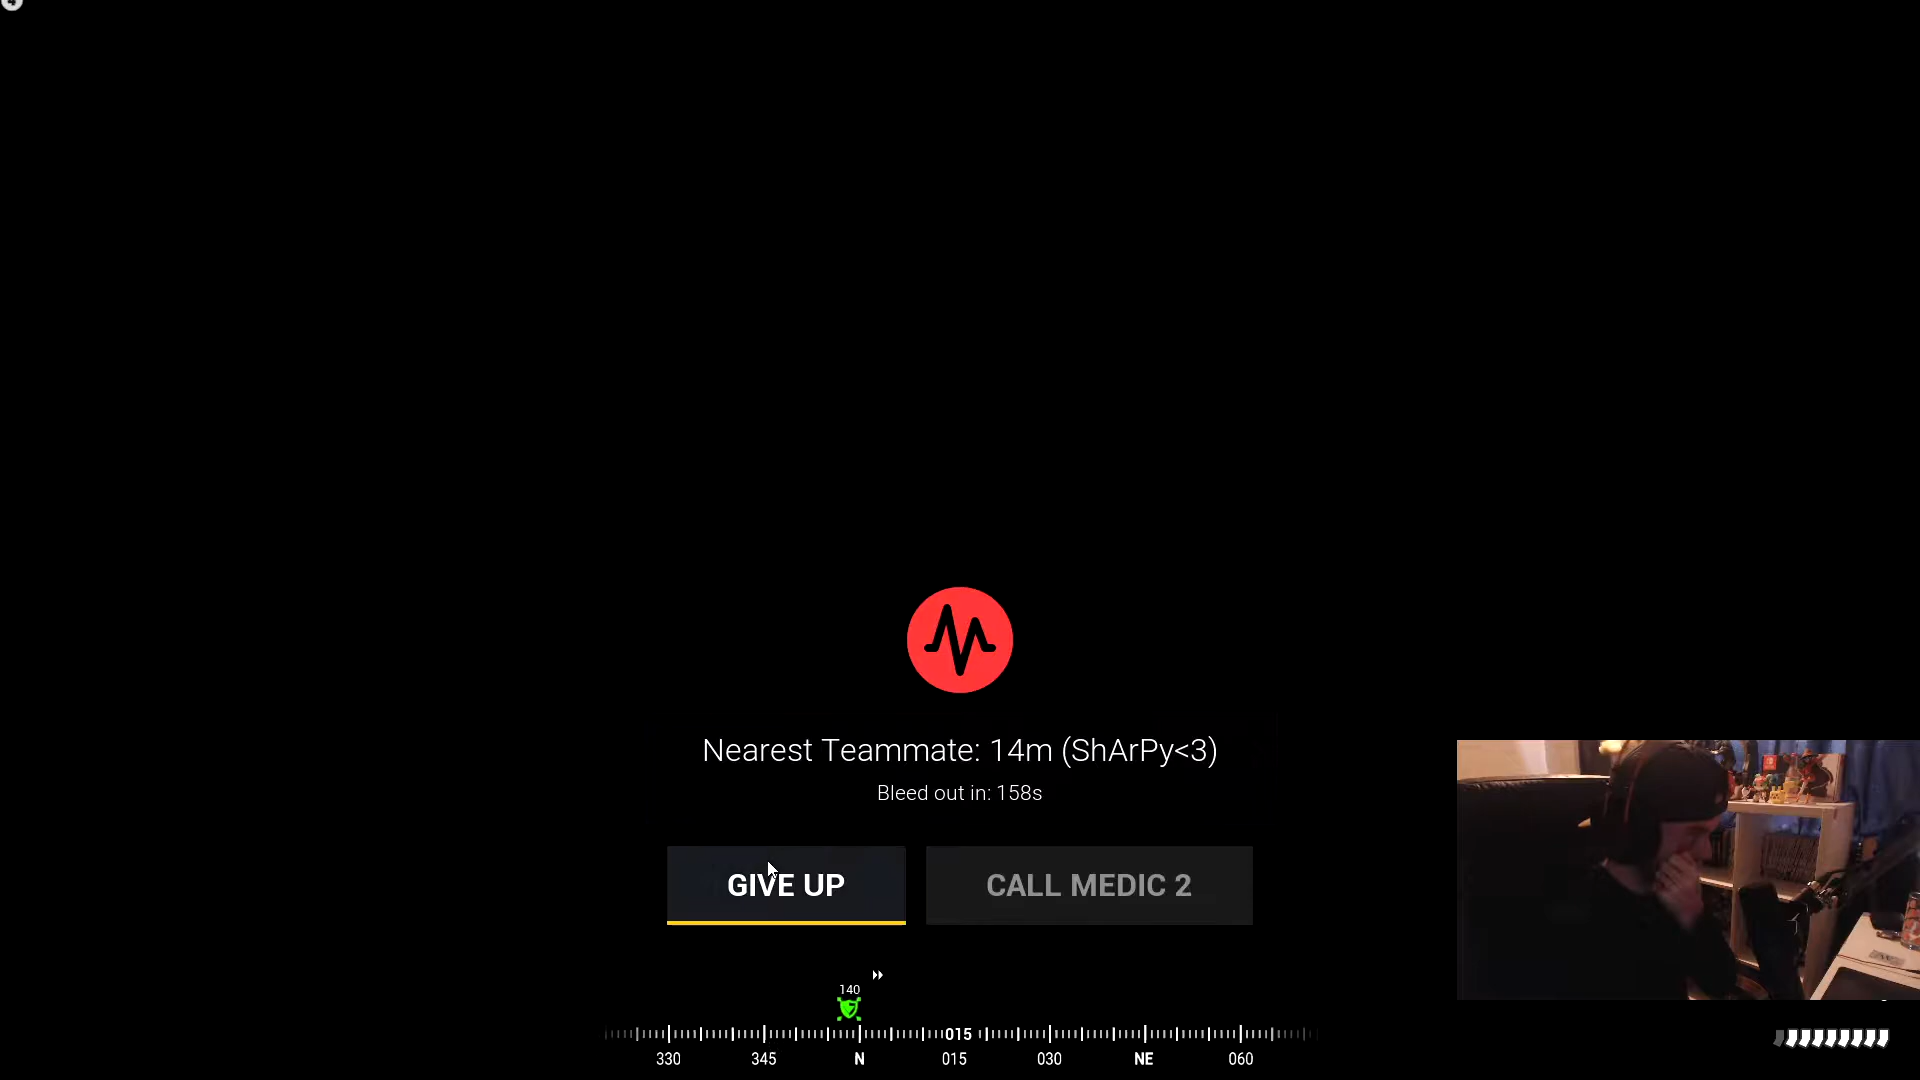 4
Nearest Teammate: 14m (ShArPy<3)
Bleed out in: 158s
GIVE UP
CALL MEDIC 2
140
015
330 345 N 015 030 NE 060